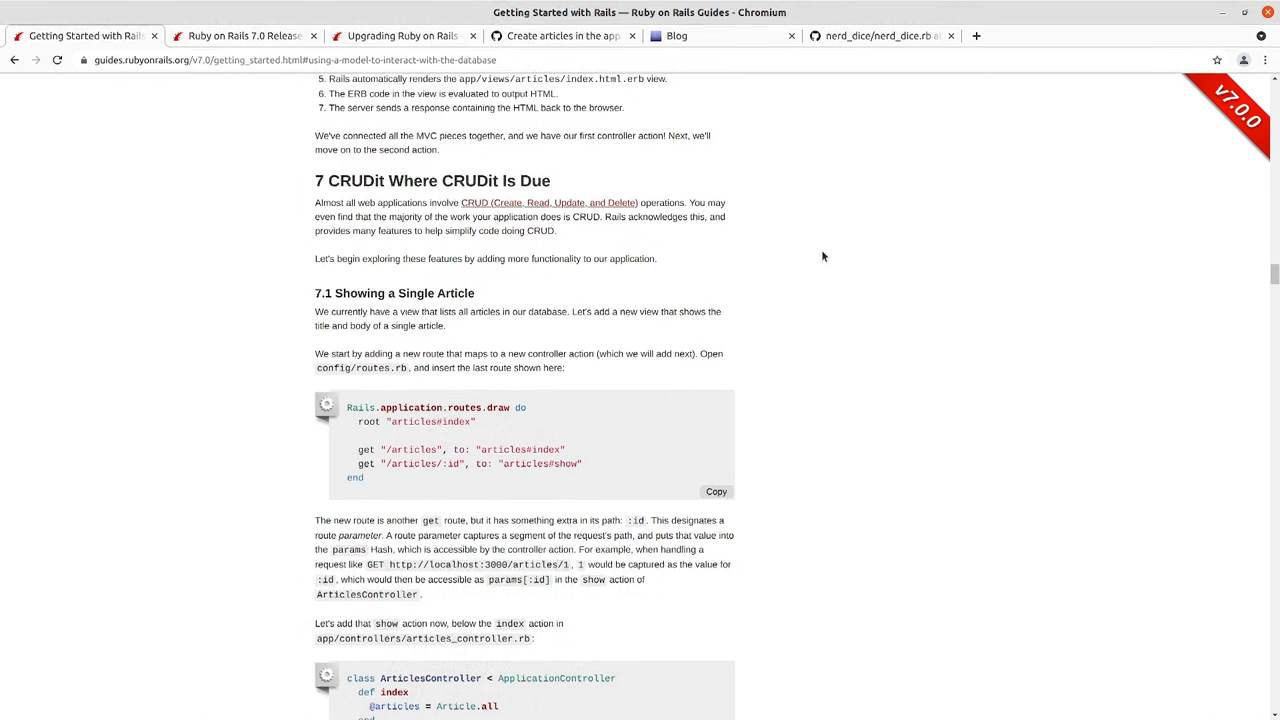 Getting Started with Rails — Ruby on Rails Guides - Chromium
Getting Started with Rails
Ruby on Rails 7.0 Release
Upgrading Ruby on Rails -
Create articles in the app
Blog
nerd_dice/nerd_dice.rb at
guides.rubyonrails.org/v7.0/getting_started.html#using-a-model-to-interact-with-the-database
v7.0.0
5. Rails automatically renders the app/views/articles/index.html.erb view.
6. The ERB code in the view is evaluated to output HTML.
7. The server sends a response containing the HTML back to the browser.
We've connected all the MVC pieces together, and we have our first controller action! Next, we'll
move on to the second action.
7 CRUDit Where CRUDit Is Due
Almost all web applications involve CRUD (Create, Read, Update, and Delete) operations. You may
even find that the majority of the work your application does is CRUD. Rails acknowledges this, and
provides many features to help simplify code doing CRUD.
Let's begin exploring these features by adding more functionality to our application.
7.1 Showing a Single Article
We currently have a view that lists all articles in our database. Let's add a new view that shows the
title and body of a single article.
We start by adding a new route that maps to a new controller action (which we will add next). Open
config/routes.rb, and insert the last route shown here:
Rails.application.routes.draw do
root "articles#index"
get "/articles", to: "articles#index"
get "/articles/:id", to: "articles#show"
end
Copy
The new route is another get route, but it has something extra in its path: :id. This designates a
route parameter. A route parameter captures a segment of the request's path, and puts that value into
the params Hash, which is accessible by the controller action. For example, when handling a
request like GET http://localhost:3000/articles/1, 1 would be captured as the value for
:id, which would then be accessible as params[:id] in the show action of
ArticlesController.
Let's add that show action now, below the index action in
app/controllers/articles_controller.rb:
class ArticlesController < ApplicationController
def index
@articles = Article.all